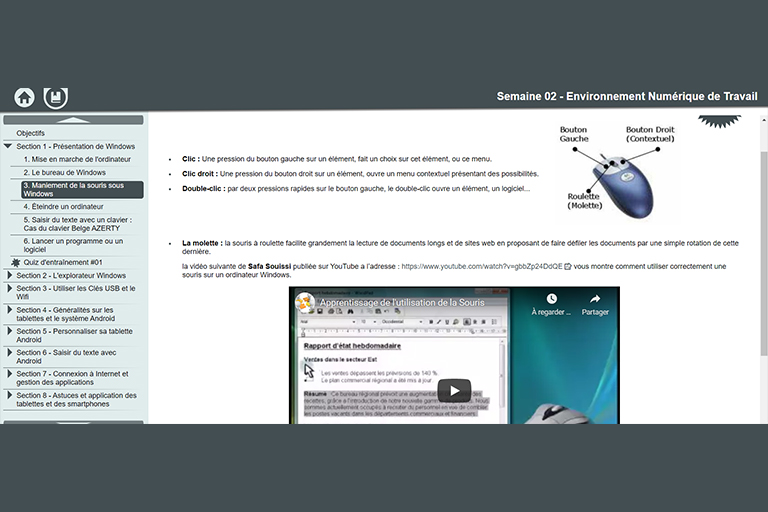 Semaine 02 - Environnement Numérique de Travail
Objectifs
Section 1 - Présentation de Windows
1. Mise en marche de l'ordinateur
2. Le bureau de Windows
3. Maniement de la souris sous
Windows
4. Éteindre un ordinateur
5. Saisir du texte avec un clavier :
Cas du clavier Belge AZERTY
6. Lancer un programme ou un
logiciel
Quiz d'entraînement #01
Section 2 - L'explorateur Windows
Section 3 - Utiliser les Clés USB et le
Wifi
Section 4 - Généralités sur les
tablettes et le système Android
Section 5 - Personnaliser sa tablette
Android
Section 6 - Saisir du texte avec
Android
Section 7 - Connexion à Internet et
gestion des applications
Section 8 - Astuces et application des
tablettes et des smartphones
Clic : Une pression du bouton gauche sur un élément, fait un choix sur cet élément, ou ce menu.
Clic droit : Une pression du bouton droit sur un élément, ouvre un menu contextuel présentant des possibilités.
Double-clic : par deux pressions rapides sur le bouton gauche, le double-clic ouvre un élément, un logiciel...
Bouton
Gauche
Bouton Droit
(Contextuel)
Roulette
(Molette)
La molette : la souris à roulette facilite grandement la lecture de documents longs et de sites web en proposant de faire défiler les documents par une simple rotation de cette
dernière.
la vidéo suivante de Safa Souissi publiée sur YouTube a l'adresse : https://www.youtube.com/watch?v=gbbZp24DdQE vous montre comment utiliser correctement une
souris sur un ordinateur Windows.
Apprentissage de l'utilisation de la Souris
À regarder ...
Partager
Rapport d'état hebdomadaire
Ventes dans le secteur Est
Les ventes dépassent les prévisions de 140 %.
Le plan commercial régional a été mis à jour
Résumé : Ce bureau régional prévoit une augmentation
recettes, grâce à l'introduction de notre nouvelle gamme
sommes actuellement occupés à recruter du personnel en vue de combler
les postes vacants dans les départements commerciaux et financiers.